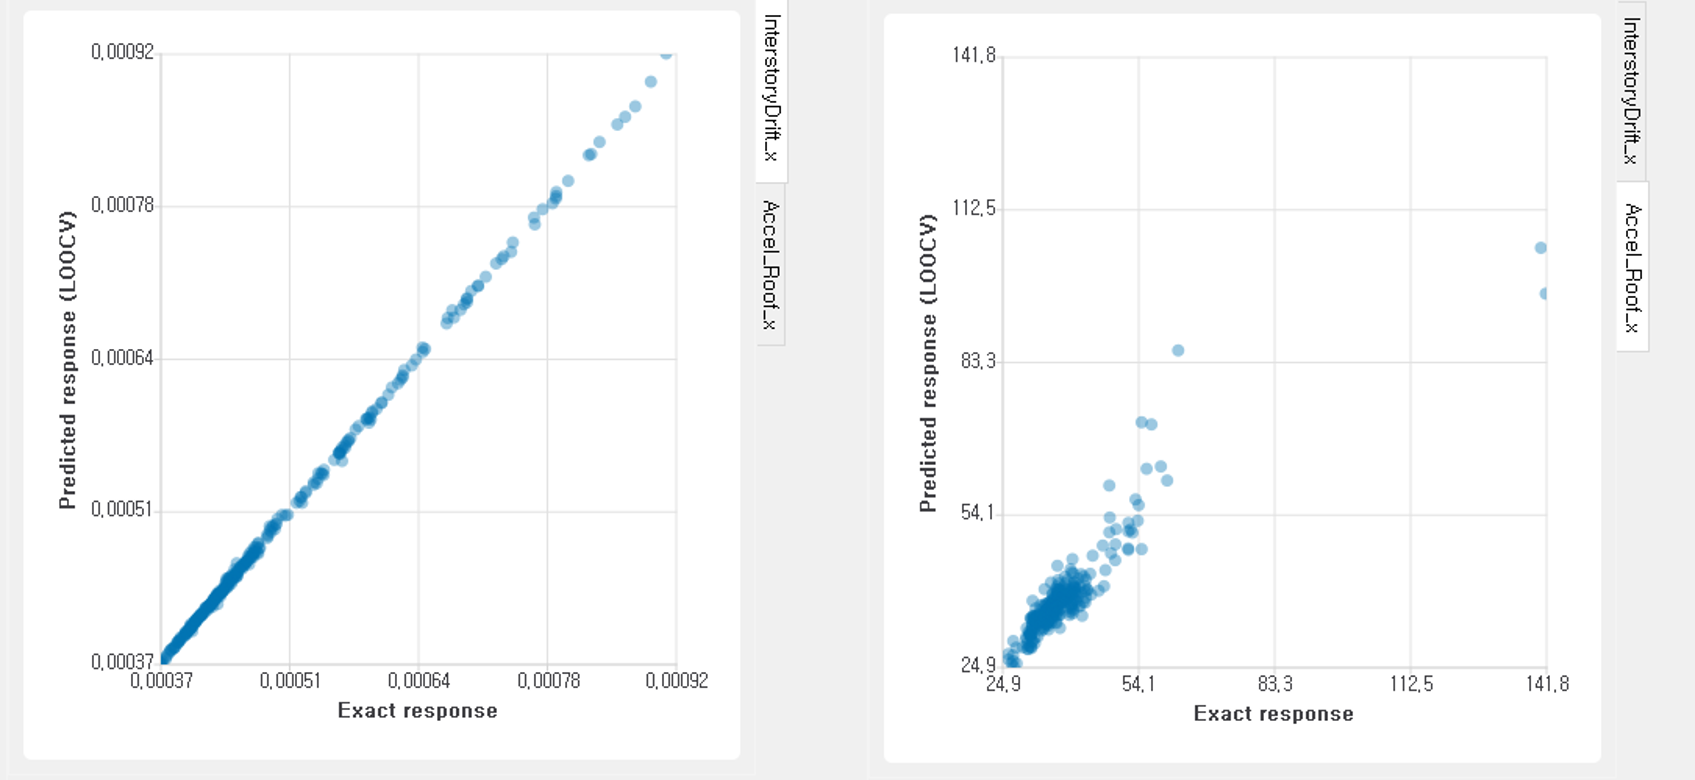 0,00092
0,00078
0,00064
0,00051
0,00037
0,00037 0,00051 0,00064 0,00078 0,00092
Predicted response (LOOCV)
Exact response
InterstoryDrift_x
Accel_Roof_x
141,8
112,5
83,3
54,1
24,9
24,9 54,1 83,3 112,5 141,8
Predicted response (LOOCV)
Exact response
InterstoryDrift_x
Accel_Roof_x